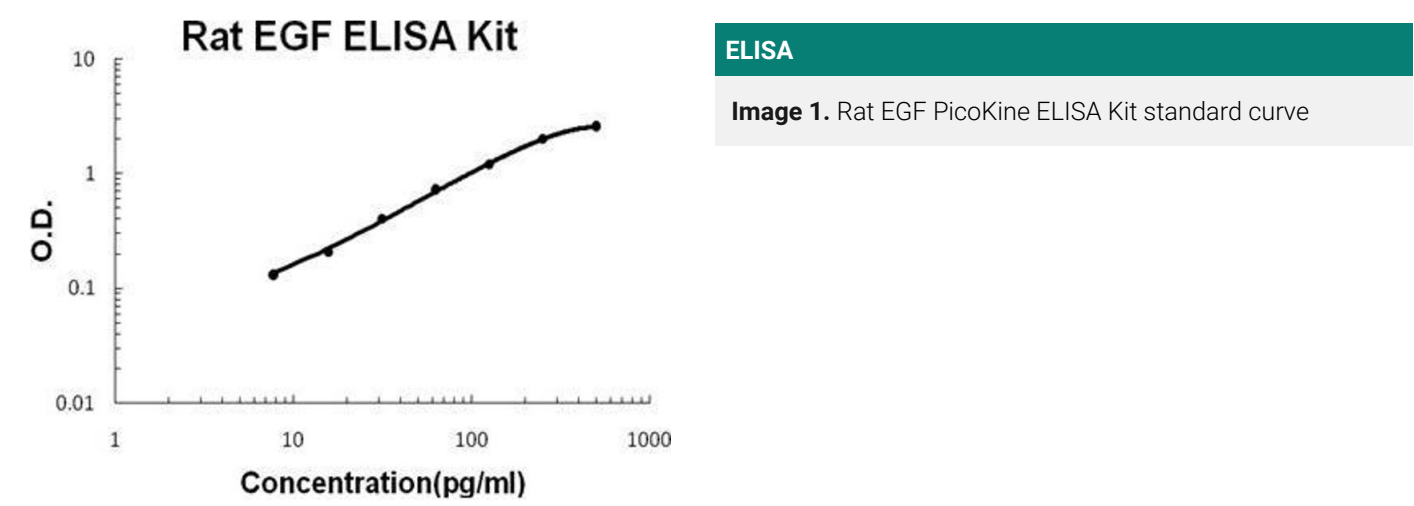 Rat EGF ELISA Kit
10
1
0.1
0.01
O.D.
1 10 100 1000
Concentration(pg/ml)
ELISA
Image 1. Rat EGF PicoKine ELISA Kit standard curve